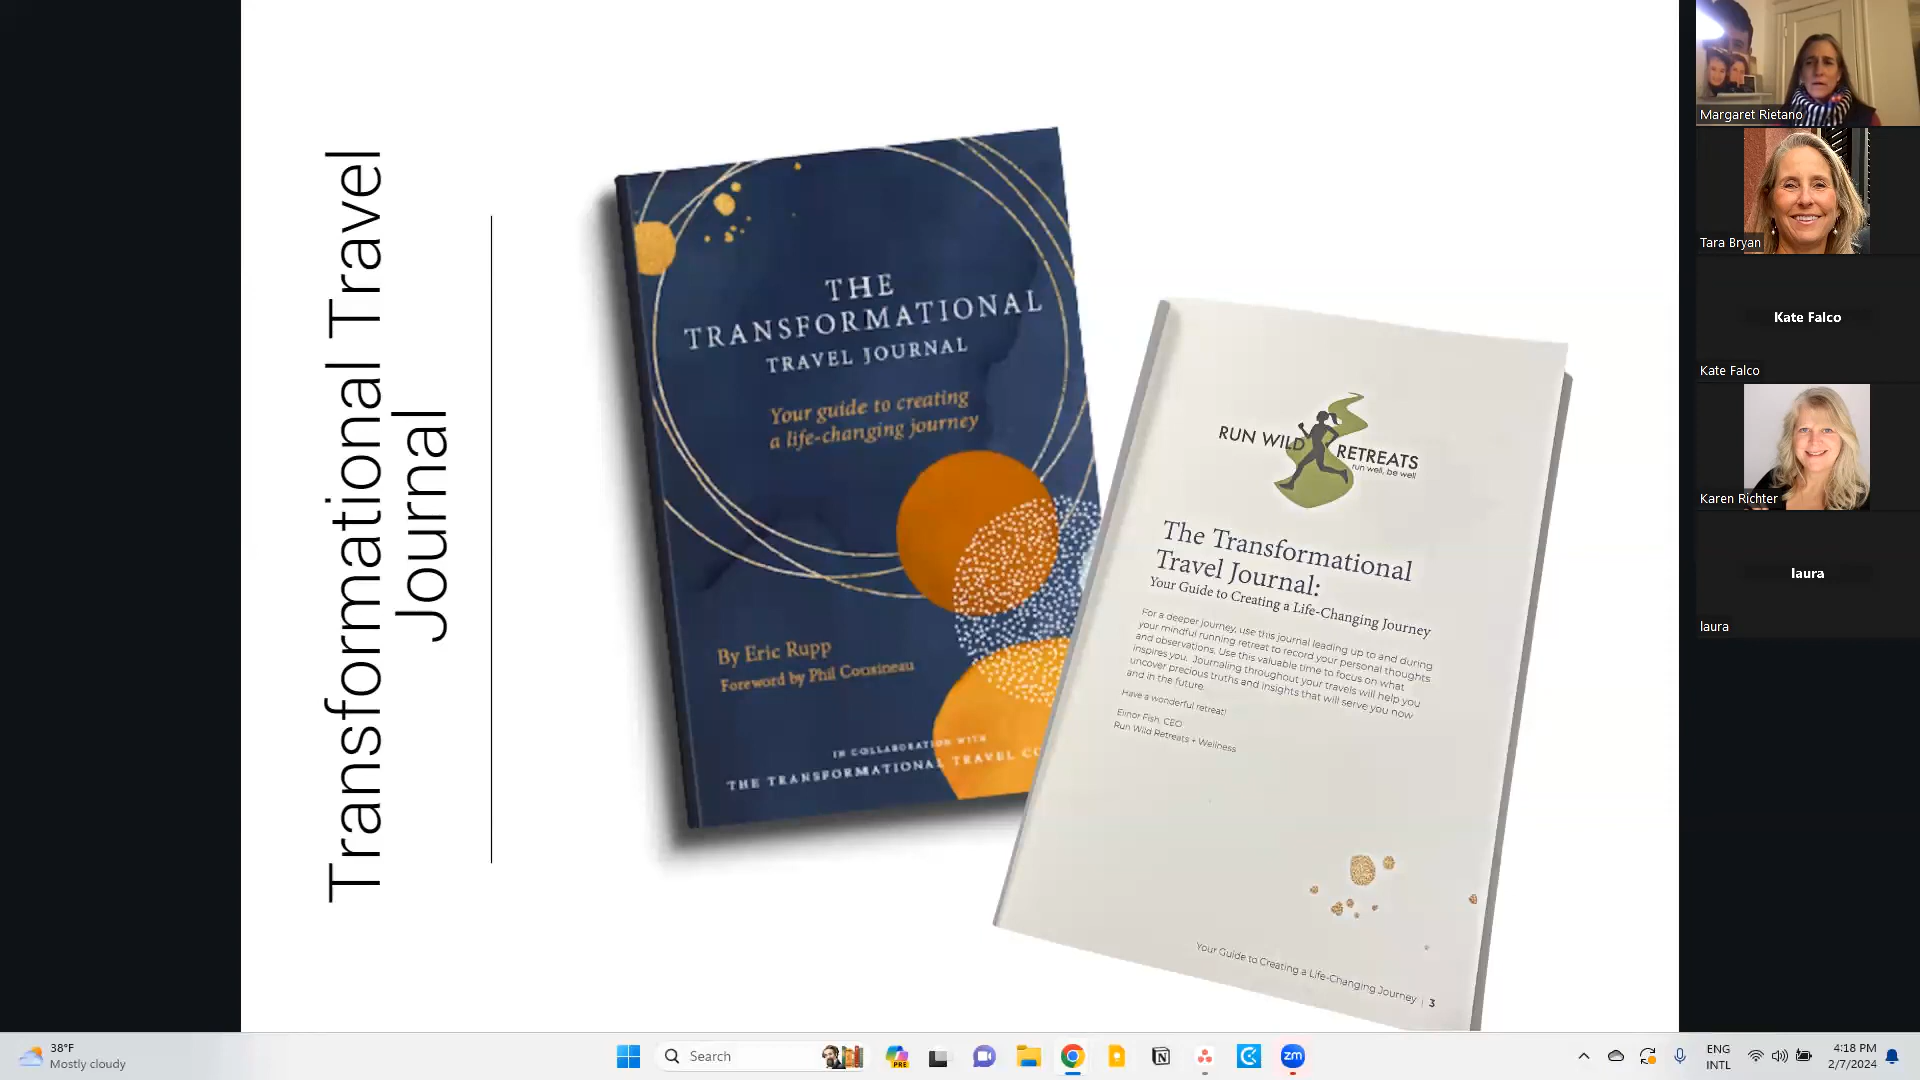 Transformational Travel
Journal
THE
TRANSFORMATIONAL
TRAVEL JOURNAL
Your guide to creating
a life-changing journey
By Eric Rupp
Foreword by Phil Cousineau
IN COLLABORATION WITH
THE TRANSFORMATIONAL TRAVEL CO
RUN WILD RETREATS
run well, be well
The Transformational
Travel Journal:
Your Guide to Creating a Life-Changing Journey
For a deeper journey, use this journal leading up to and during
your mindful running retreat to record your personal thoughts
and observations. Use this valuable time to focus on what
inspires you. Journaling throughout your travels will help you
uncover precious truths and insights that will serve you now
and in the future.
Have a wonderful retreat!
Elinor Fish, CEO
Run Wild Retreats + Wellness
Your Guide to Creating a Life-Changing Journey | 3
Margaret Rietano
Tara Bryan
Kate Falco
Kate Falco
Karen Richter
laura
laura
38°F
Mostly cloudy
Search
PRE
N
zm
ENG
INTL
4:18 PM
2/7/2024